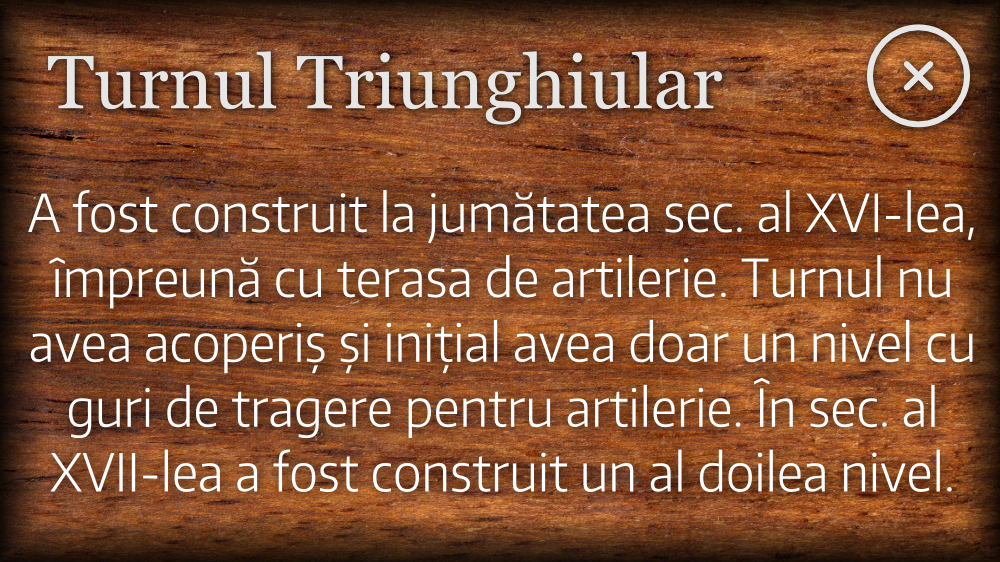 Turnul Triunghiular
A fost construit la jumătatea sec. al XVI-lea,
împreună cu terasa de artilerie. Turnul nu
avea acoperiș și inițial avea doar un nivel cu
guri de tragere pentru artilerie. În sec. al
XVII-lea a fost construit un al doilea nivel.